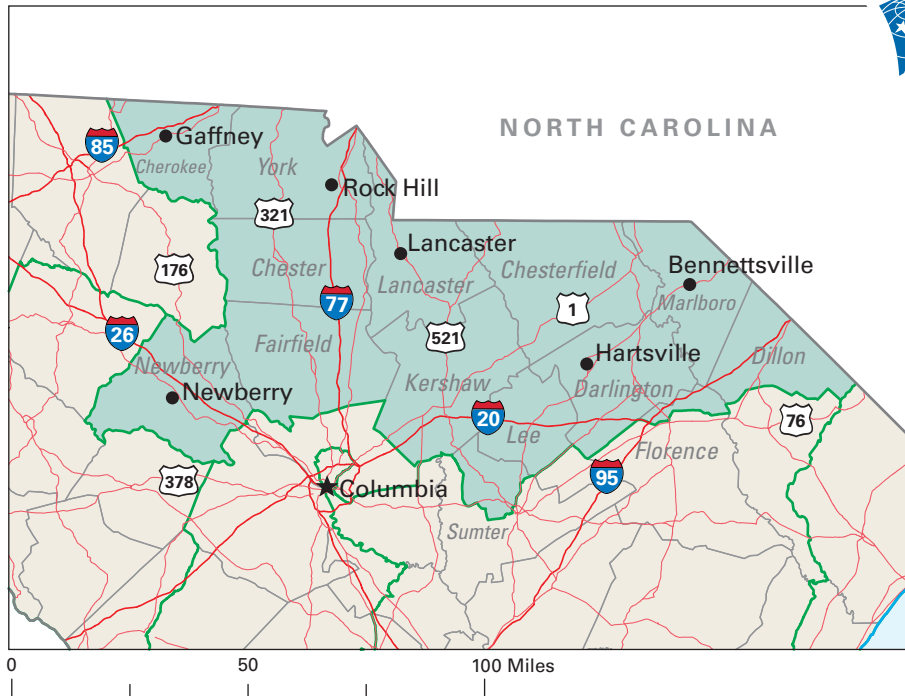 NORTH CAROLINA
85
Gaffney
Cherokee
York
Rock Hill
321
Lancaster
176
Chester
Lancaster
Chesterfield
Bennettsville
Marlboro
77
1
26
521
Newberry
Fairfield
Hartsville
Dillon
Newberry
Kershaw
Darlington
20
76
Lee
Florence
378
95
Columbia
Sumter
0
50
100 Miles